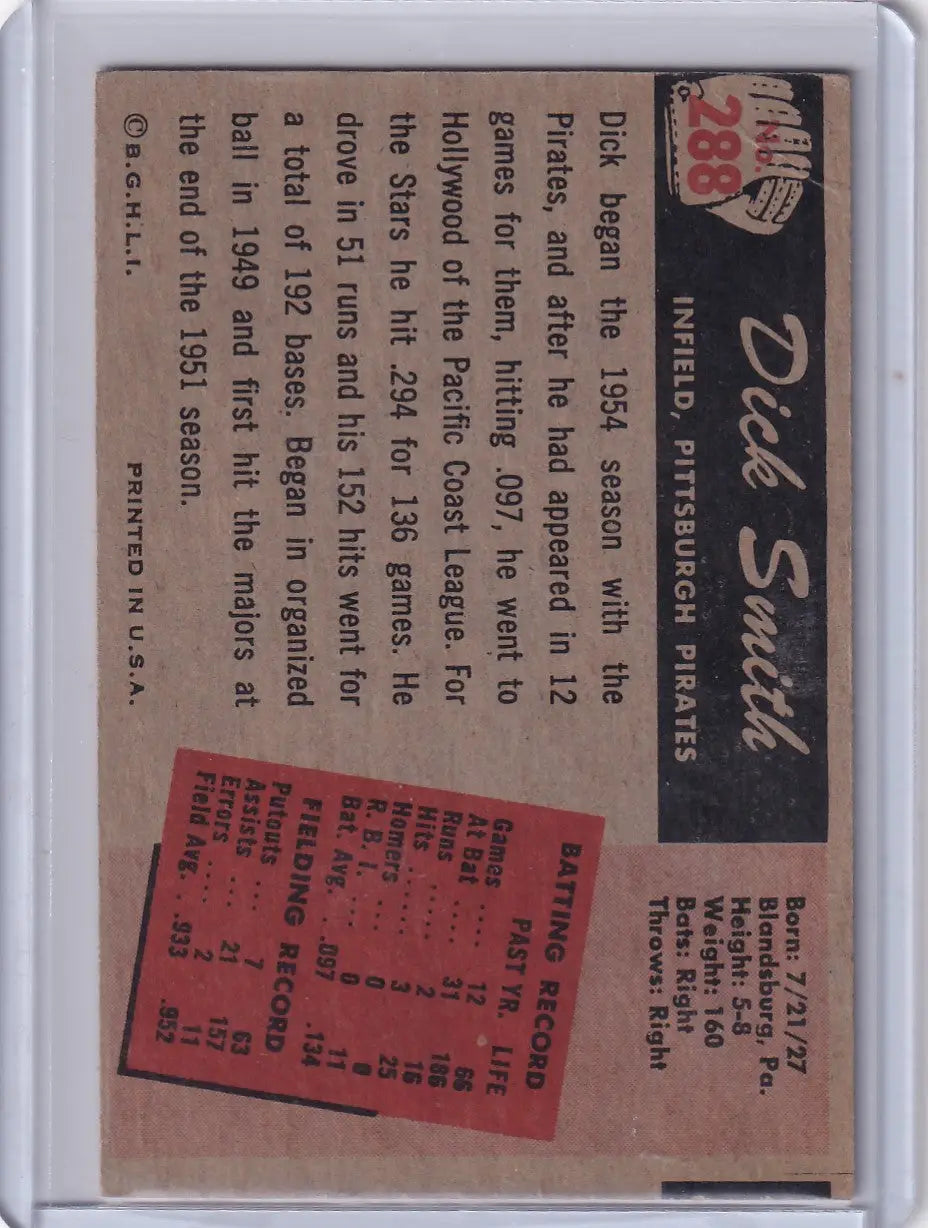 No.
288
Dick Smith
INFIELD, PITTSBURGH PIRATES
Dick began the 1954 season with the
Pirates, and after he had appeared in 12
games for them, hitting .097, he went to
Hollywood of the Pacific Coast League. For
the Stars he hit .294 for 136 games. He
drove in 51 runs and his 152 hits went for
a total of 192 bases. Began in organized
ball in 1949 and first hit the majors at
the end of the 1951 season.
© B.G.H.L.I. PRINTED IN U.S.A.
Born: 7/21/27
Blandsburg, Pa.
Height: 5-8
Weight: 160
Bats: Right
Throws: Right
BATTING RECORD
PAST YR. LIFE
Games .... 12 66
At Bat .... 31 186
Runs .... 2 16
Hits ...... 3 25
Homers ... 0 0
R. B. I. ... 0 11
Bat. Avg. .. .097 .134
FIELDING RECORD
Putouts ... 7 63
Assists ... 21 157
Errors .... 2 11
Field Avg. . .933 .952